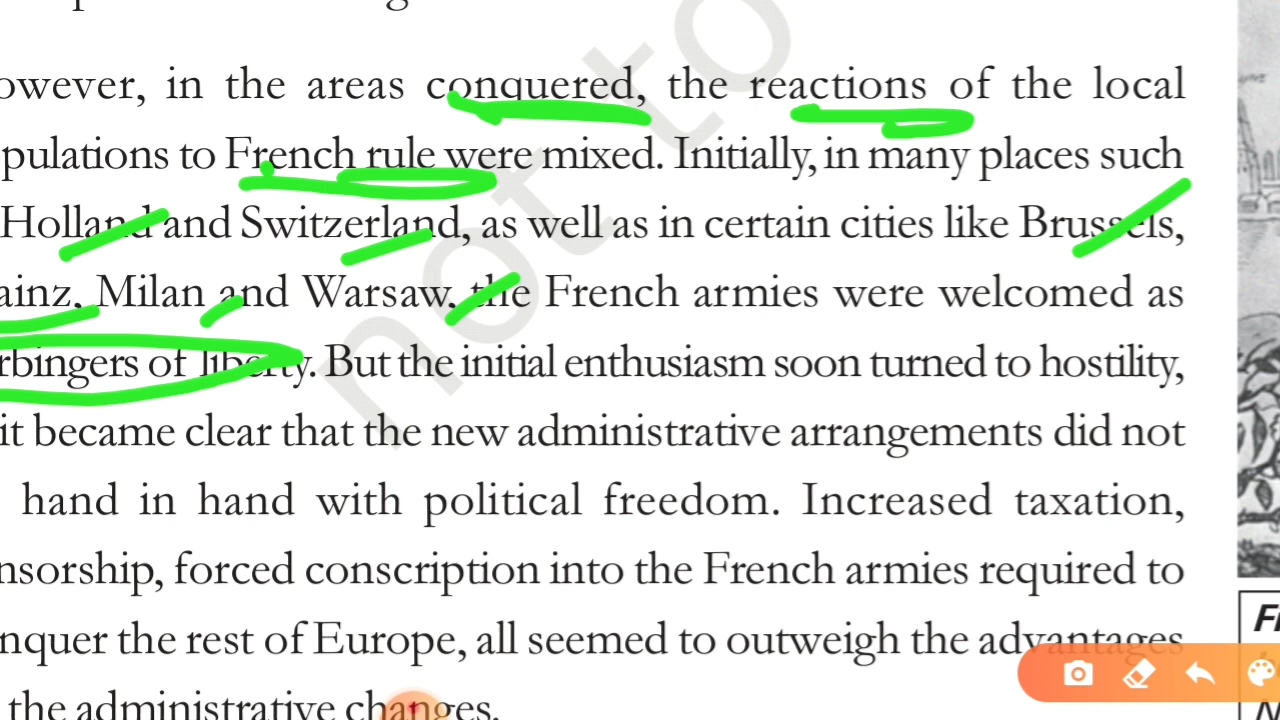 owever, in the areas conquered, the reactions of the local
pulations to French rule were mixed. Initially, in many places such
Holland and Switzerland, as well as in certain cities like Brussels,
ainz, Milan and Warsaw, the French armies were welcomed as
rbingers of liberty. But the initial enthusiasm soon turned to hostility,
it became clear that the new administrative arrangements did not
hand in hand with political freedom. Increased taxation,
nsorship, forced conscription into the French armies required to
nquer the rest of Europe, all seemed to outweigh the advantages
the administrative changes.
not to